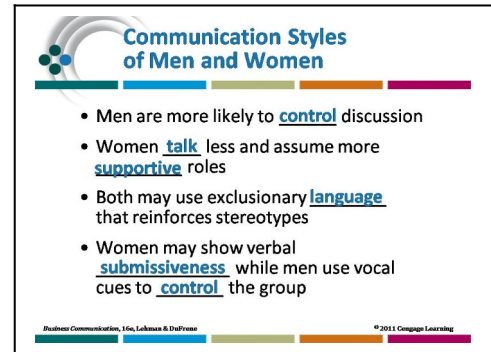 Communication Styles
of Men and Women
• Men are more likely to control discussion
• Women talk less and assume more
supportive roles
• Both may use exclusionary language
that reinforces stereotypes
• Women may show verbal
submissiveness while men use vocal
cues to control the group
Business Communication, 16e, Lehman & DuFrene
© 2011 Cengage Learning